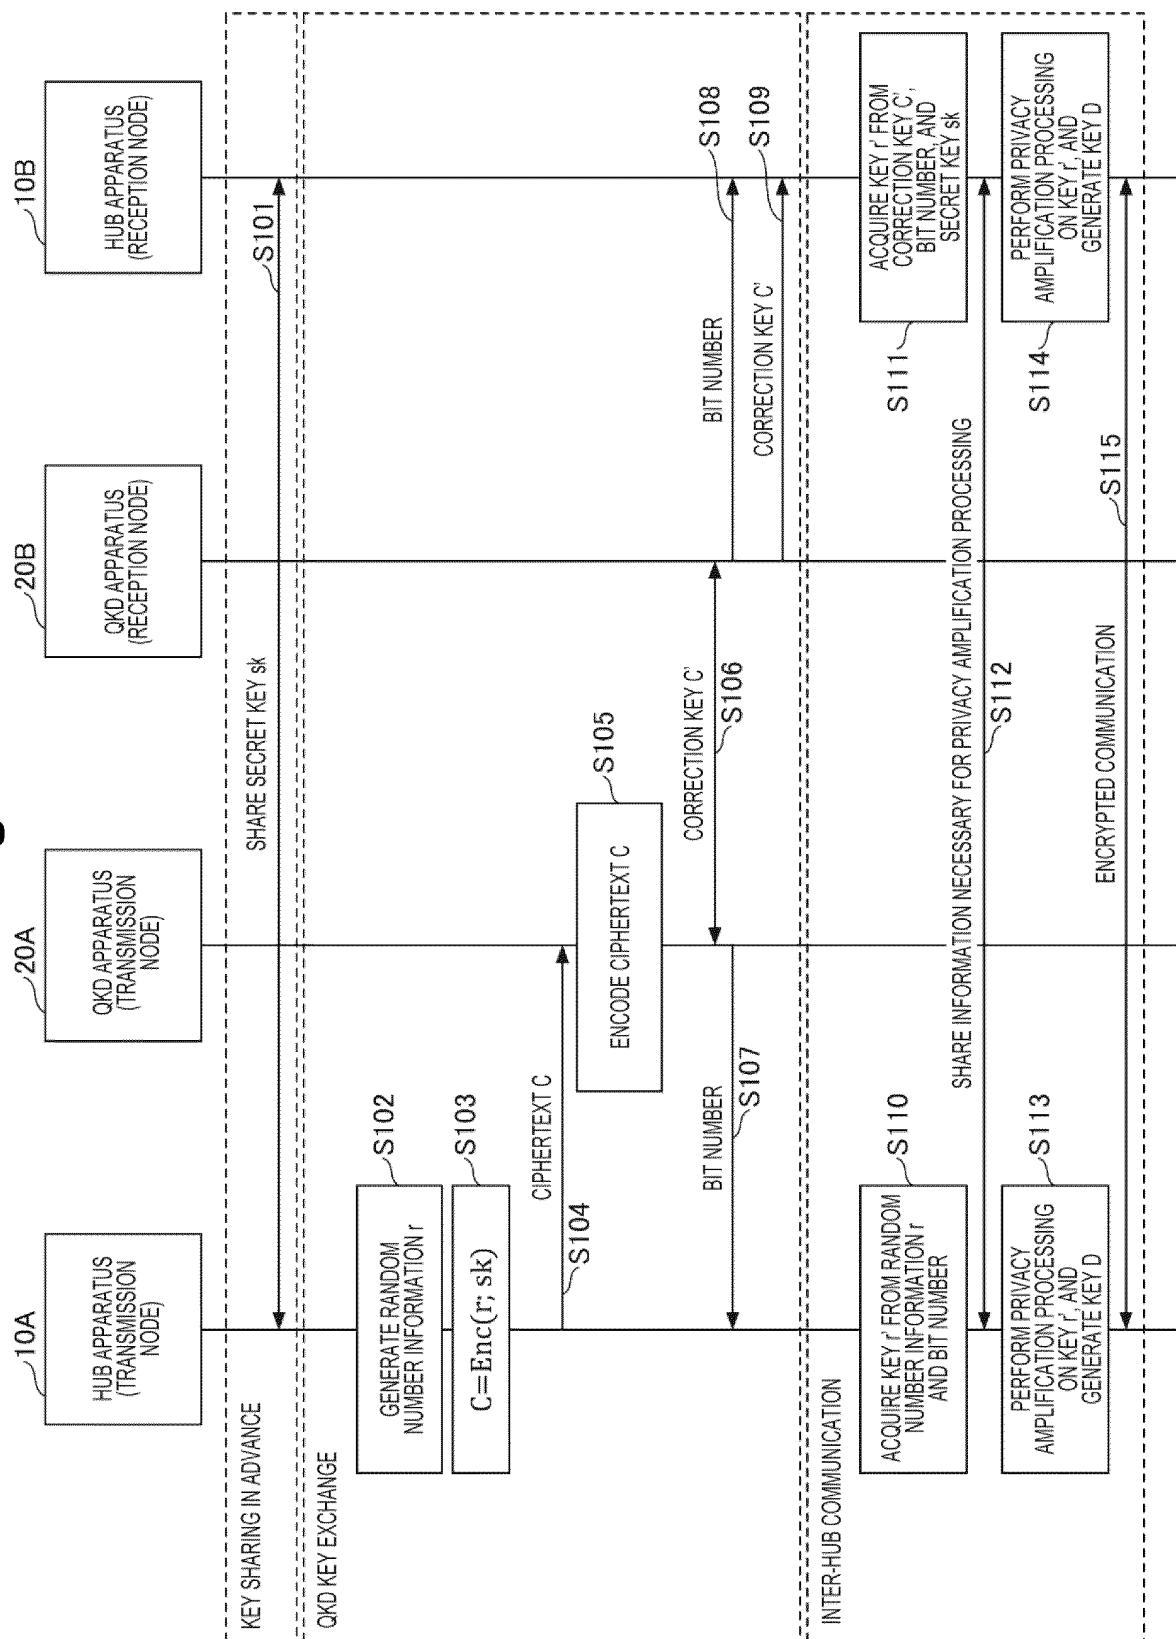 10A
HUB APPARATUS
(TRANSMISSION
NODE)
20A
QKD APPARATUS
(TRANSMISSION
NODE)
20B
QKD APPARATUS
(RECEPTION NODE)
10B
HUB APPARATUS
(RECEPTION NODE)
KEY SHARING IN ADVANCE
SHARE SECRET KEY sk
S101
QKD KEY EXCHANGE
GENERATE RANDOM
NUMBER INFORMATION r
S102
C=Enc(r; sk)
S103
CIPHERTEXT C
S104
ENCODE CIPHERTEXT C
S105
CORRECTION KEY C'
S106
BIT NUMBER
S107
BIT NUMBER
S108
CORRECTION KEY C'
S109
INTER-HUB COMMUNICATION
ACQUIRE KEY r' FROM RANDOM
NUMBER INFORMATION r
AND BIT NUMBER
S110
ACQUIRE KEY r' FROM
CORRECTION KEY C',
BIT NUMBER, AND
SECRET KEY sk
S111
SHARE INFORMATION NECESSARY FOR PRIVACY AMPLIFICATION PROCESSING
S112
PERFORM PRIVACY
AMPLIFICATION PROCESSING
ON KEY r', AND
GENERATE KEY D
S113
PERFORM PRIVACY
AMPLIFICATION PROCESSING
ON KEY r', AND
GENERATE KEY D
S114
ENCRYPTED COMMUNICATION
S115